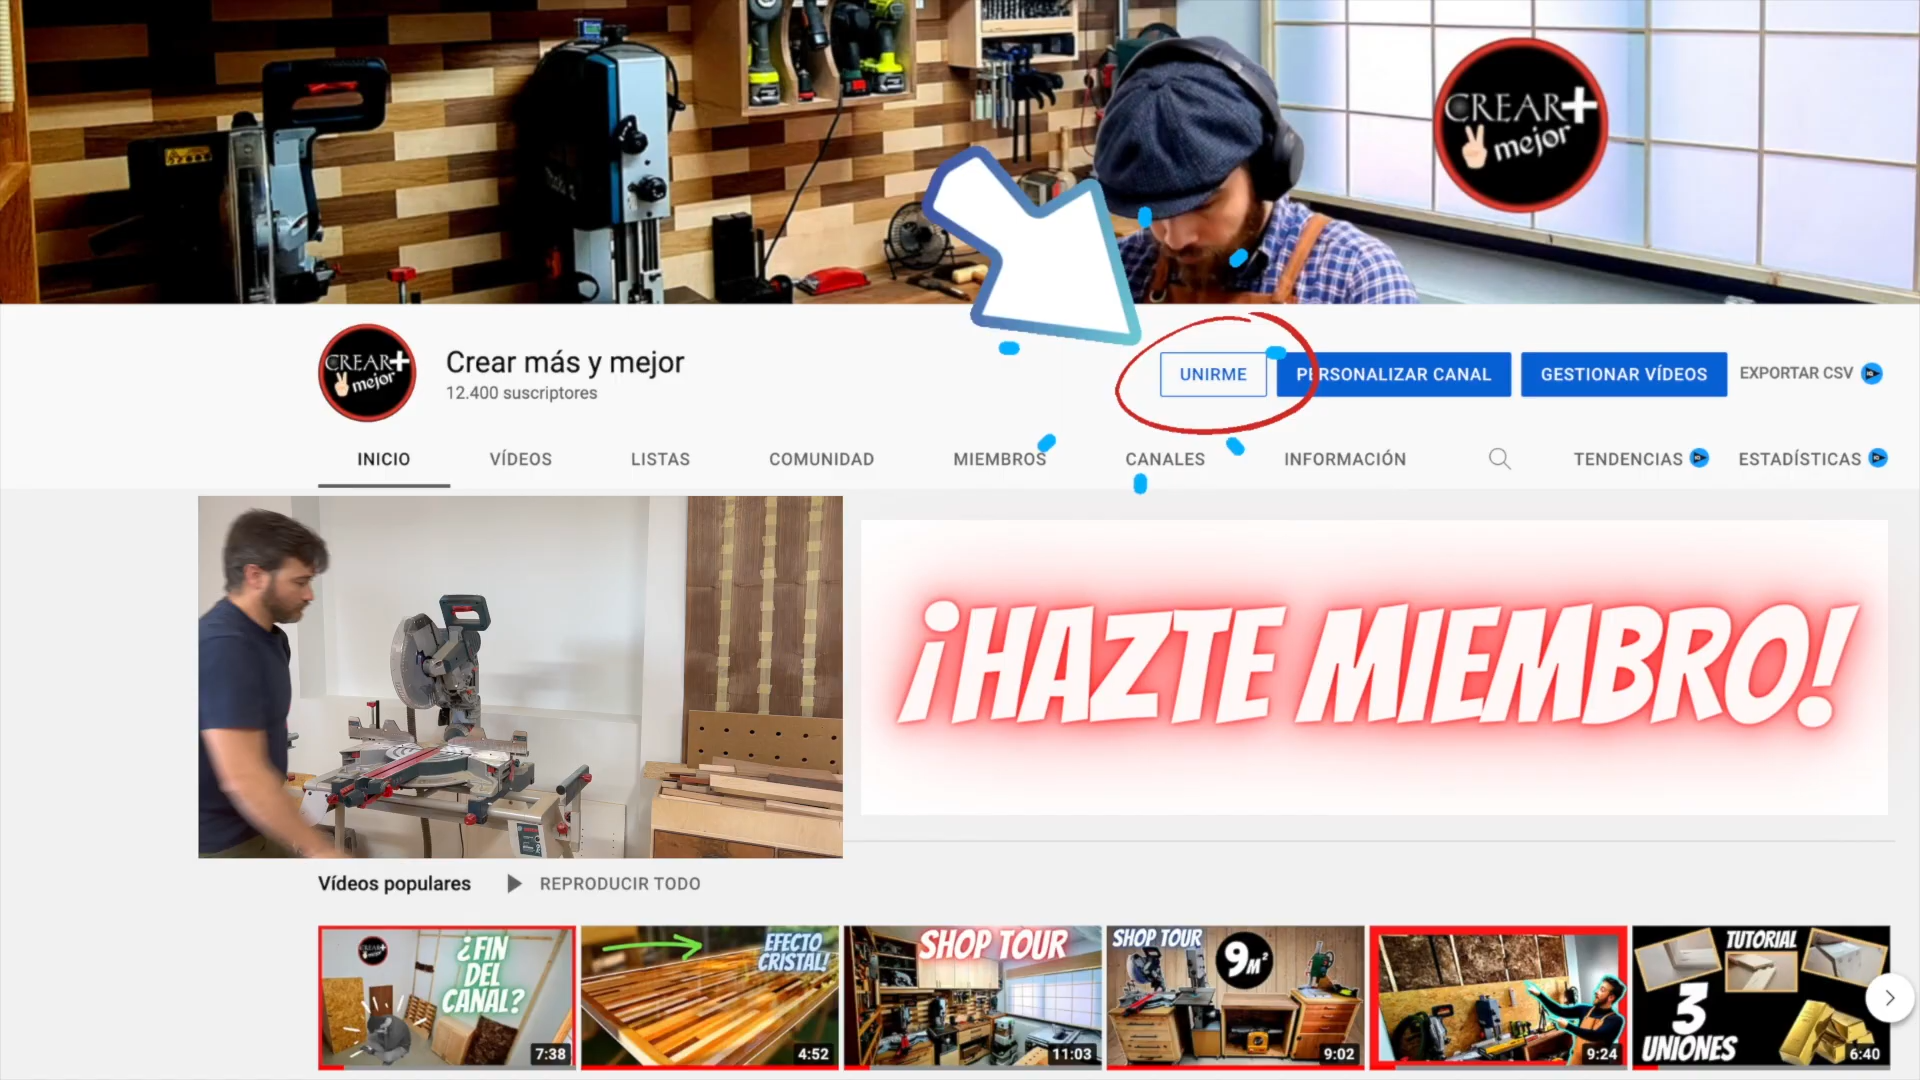 CREAR+
mejor
CREAR+
mejor
Crear más y mejor
12.400 suscriptores
UNIRME
PERSONALIZAR CANAL
GESTIONAR VÍDEOS
EXPORTAR CSV
INICIO
VÍDEOS
LISTAS
COMUNIDAD
MIEMBROS
CANALES
INFORMACIÓN
TENDENCIAS
ESTADÍSTICAS
¡HAZTE MIEMBRO!
Vídeos populares
REPRODUCIR TODO
¿FIN
DEL
CANAL?
7:38
EFECTO
CRISTAL!
4:52
SHOP TOUR
11:03
SHOP TOUR
9M²
9:02
9:24
TUTORIAL
3
UNIONES
6:40